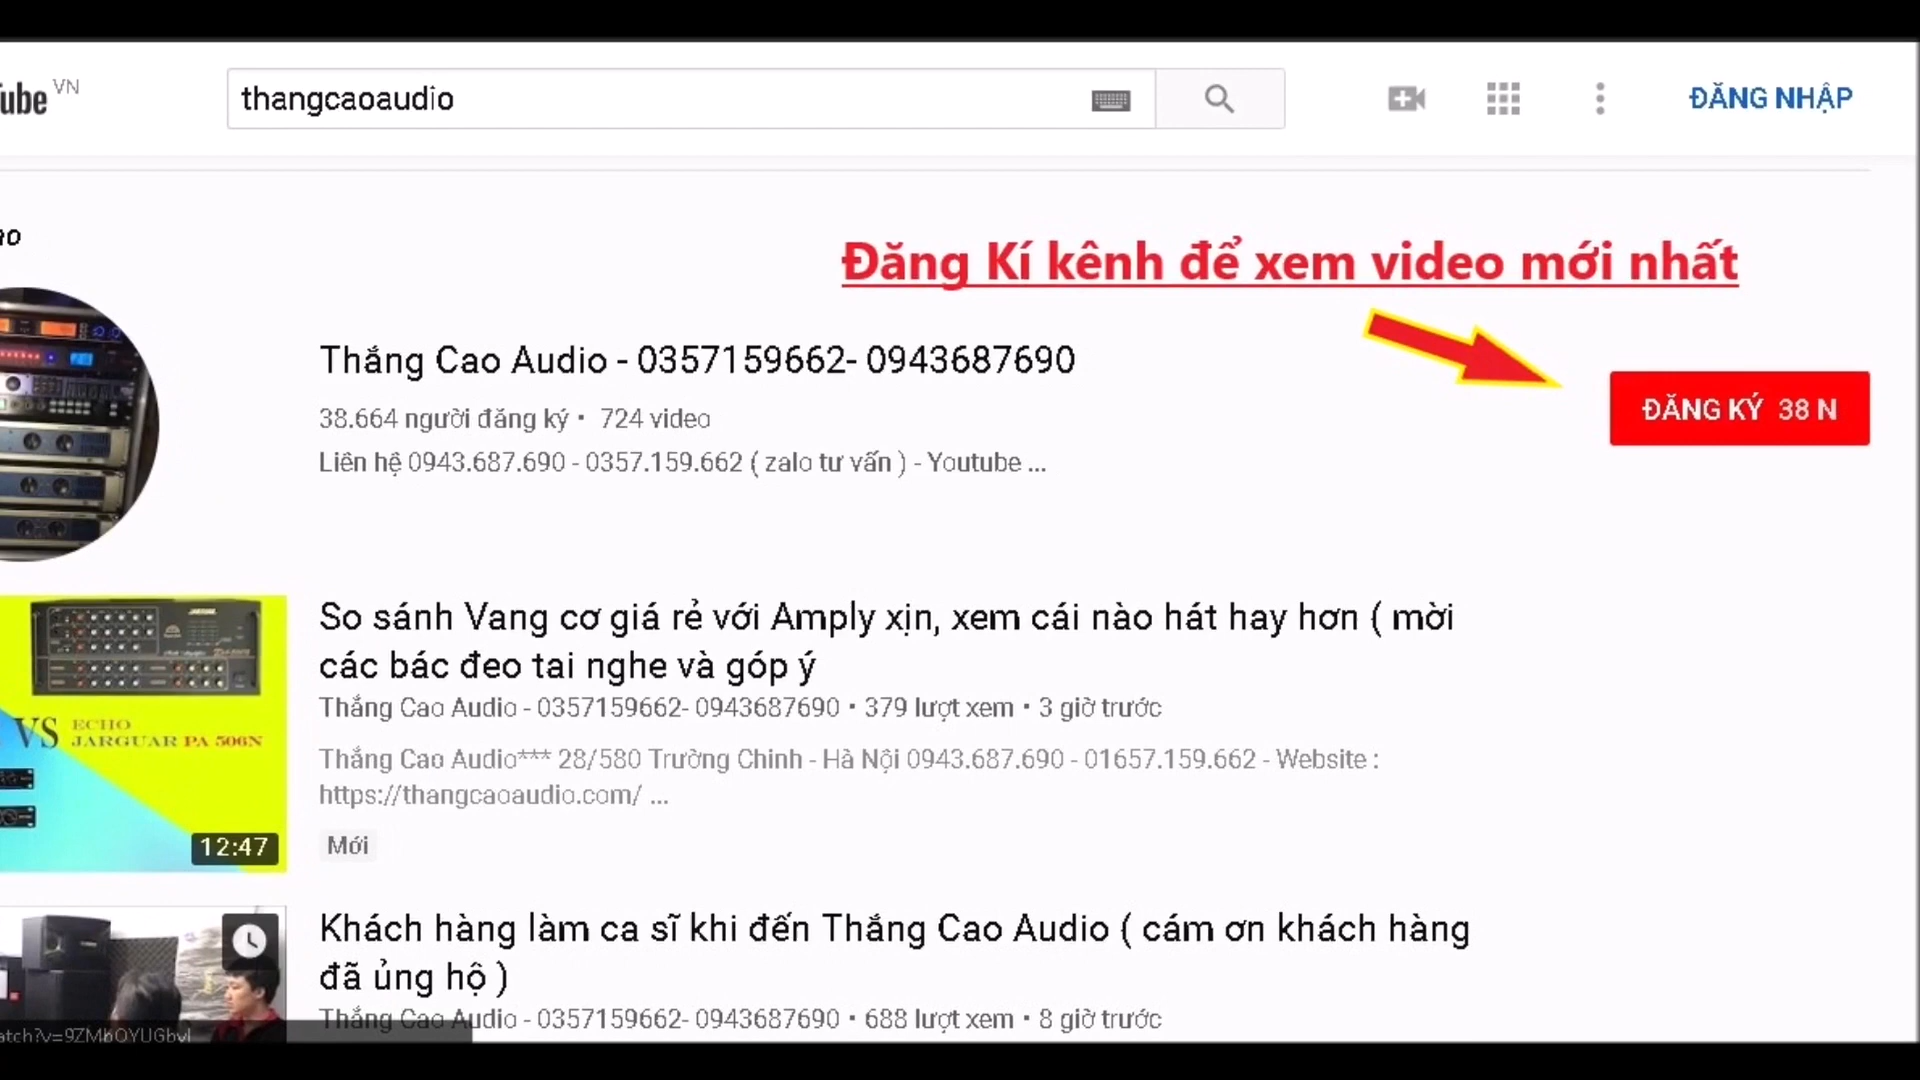 ube VN
thangcaoaudio
ĐĂNG NHẬP
Đăng Kí kênh để xem video mới nhất
Thắng Cao Audio - 0357159662- 0943687690
38.664 người đăng ký • 724 video
Liên hệ 0943.687.690 - 0357.159.662 ( zalo tư vấn ) - Youtube ...
ĐĂNG KÝ 38 N
So sánh Vang cơ giá rẻ với Amply xịn, xem cái nào hát hay hơn ( mời
các bác đeo tai nghe và góp ý
Thắng Cao Audio - 0357159662- 0943687690 • 379 lượt xem • 3 giờ trước
Thắng Cao Audio*** 28/580 Trường Chinh - Hà Nội 0943.687.690 - 01657.159.662 - Website :
https://thangcaoaudio.com/ ...
Mới
VS ECHO
JARGUAR PA 506N
12:47
Khách hàng làm ca sĩ khi đến Thắng Cao Audio ( cám ơn khách hàng
đã ủng hộ )
Thắng Cao Audio - 0357159662- 0943687690 • 688 lượt xem • 8 giờ trước